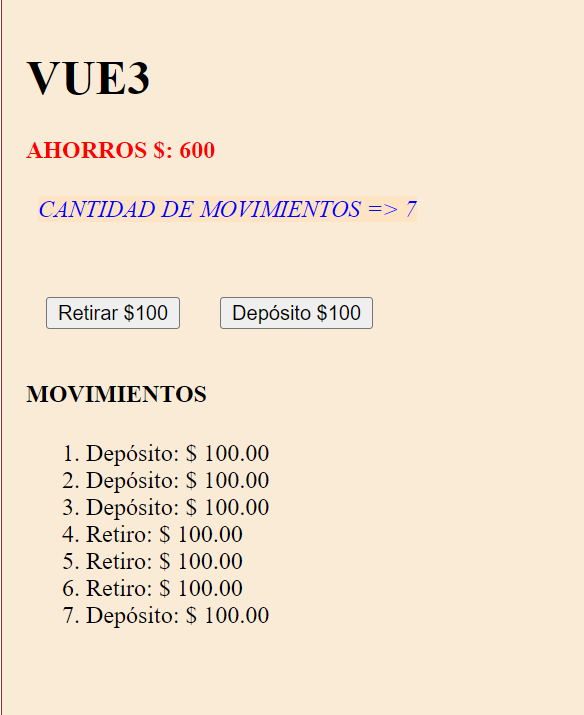 VUE3
AHORROS $: 600
CANTIDAD DE MOVIMIENTOS => 7
Retirar $100 Depósito $100
MOVIMIENTOS
1. Depósito: $ 100.00
2. Depósito: $ 100.00
3. Depósito: $ 100.00
4. Retiro: $ 100.00
5. Retiro: $ 100.00
6. Retiro: $ 100.00
7. Depósito: $ 100.00